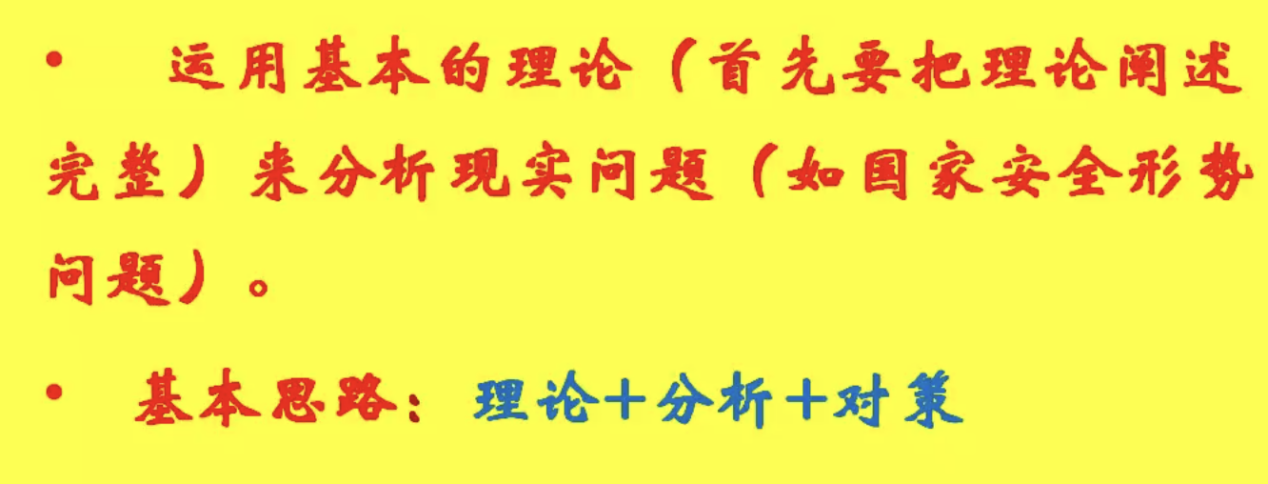 • 运用基本的理论（首先要把理论阐述
完整）来分析现实问题（如国家安全形势
问题）。
• 基本思路：理论+分析+对策